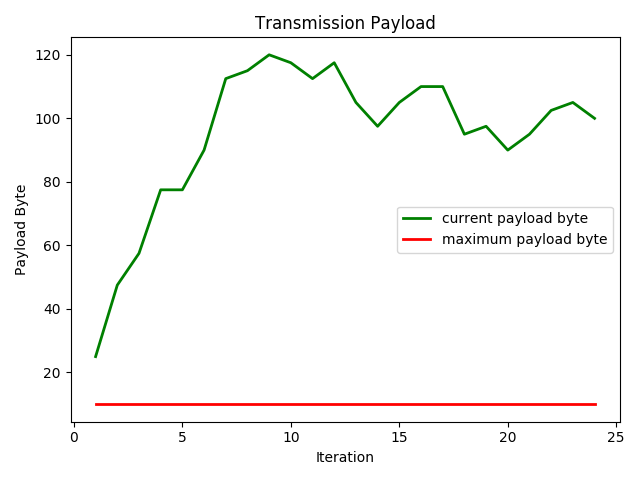 Transmission Payload
120
100
80
60
40
20
Payload Byte
current payload byte
maximum payload byte
0 5 10 15 20 25
Iteration